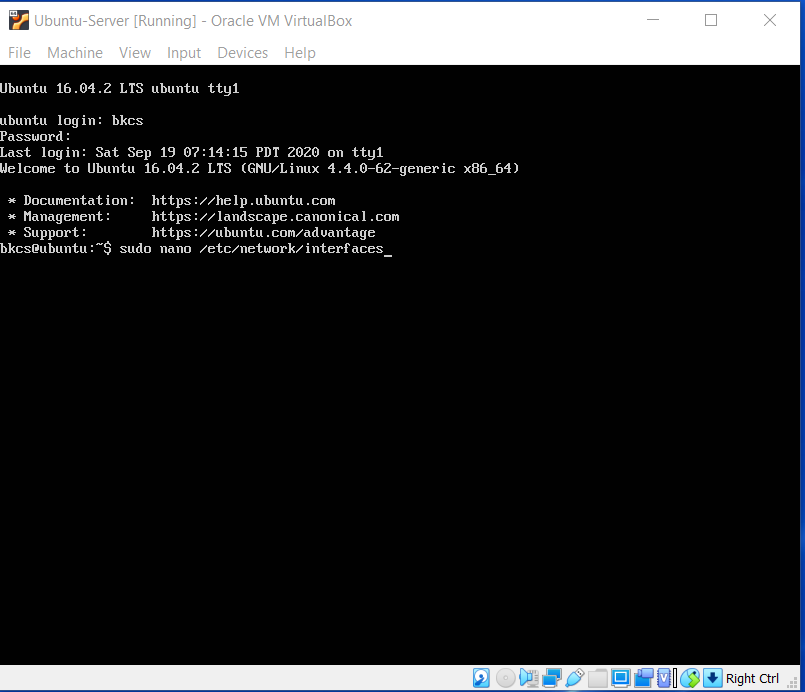 Ubuntu-Server [Running] - Oracle VM VirtualBox
File Machine View Input Devices Help
Ubuntu 16.04.2 LTS ubuntu tty1
ubuntu login: bkcs
Password:
Last login: Sat Sep 19 07:14:15 PDT 2020 on tty1
Welcome to Ubuntu 16.04.2 LTS (GNU/Linux 4.4.0-62-generic x86_64)
* Documentation:  https://help.ubuntu.com
* Management:     https://landscape.canonical.com
* Support:        https://ubuntu.com/advantage
bkcs@ubuntu:~$ sudo nano /etc/network/interfaces_
Right Ctrl